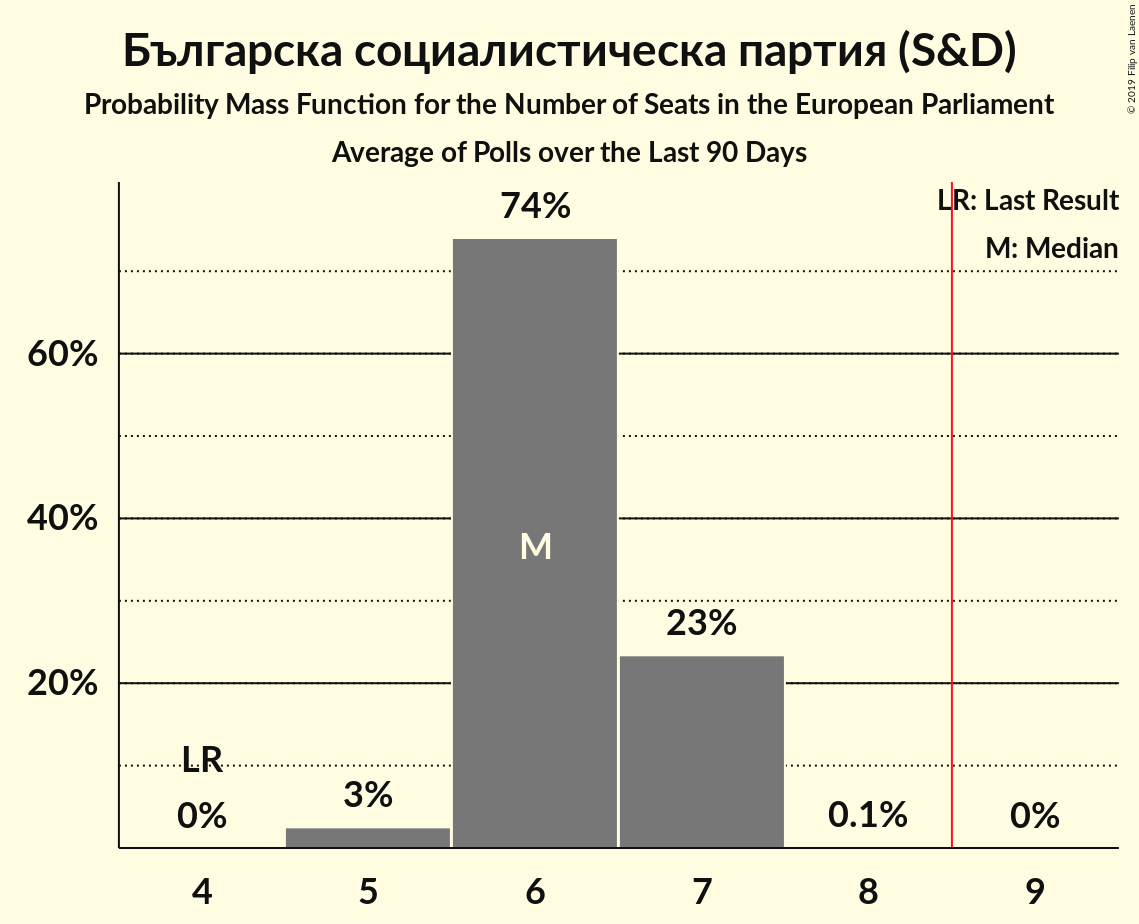 Българска социалистическа партия (S&D)
Probability Mass Function for the Number of Seats in the European Parliament
Average of Polls over the Last 90 Days
© 2019 Filip van Laenen
LR: Last Result
M: Median
74%
60%
40%
M
23%
20%
LR
0%
3%
0.1%
0%
4 5 6 7 8 9